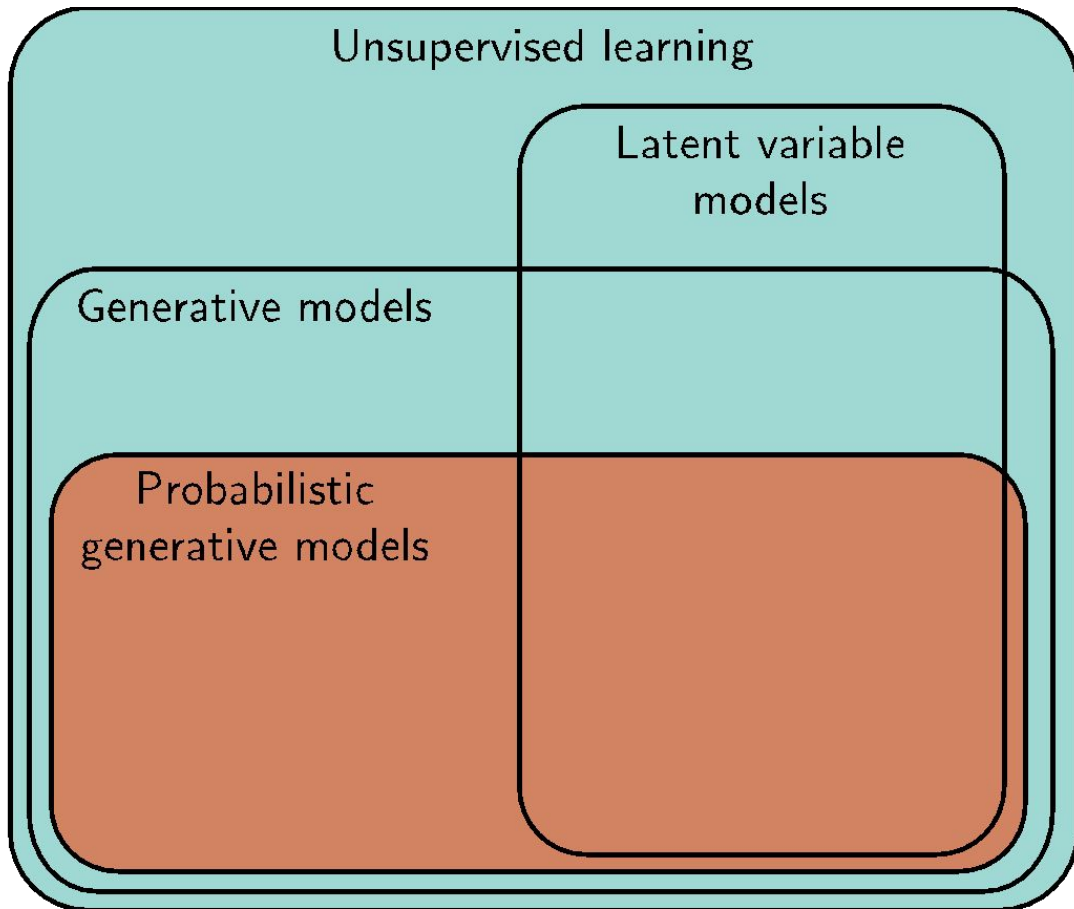 Unsupervised learning
Latent variable
models
Generative models
Probabilistic
generative models